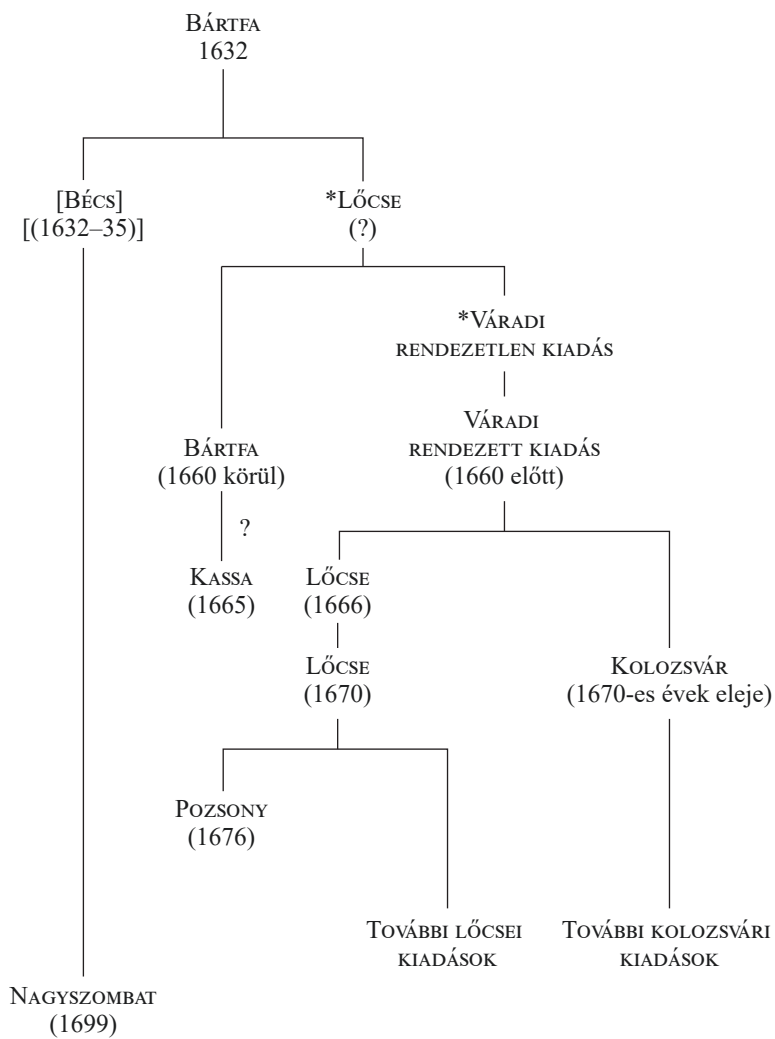 BÁRTFA
1632
[BÉCS]
[(1632–35)]
*LŐCSE
(?)
*VÁRADI
RENDEZETLEN KIADÁS
BÁRTFA
(1660 körül)
VÁRADI
RENDEZETT KIADÁS
(1660 előtt)
?
KASSA
(1665)
LŐCSE
(1666)
LŐCSE
(1670)
KOLOZSVÁR
(1670-es évek eleje)
POZSONY
(1676)
TOVÁBBI LŐCSEI
KIADÁSOK
TOVÁBBI KOLOZSVÁRI
KIADÁSOK
NAGYSZOMBAT
(1699)